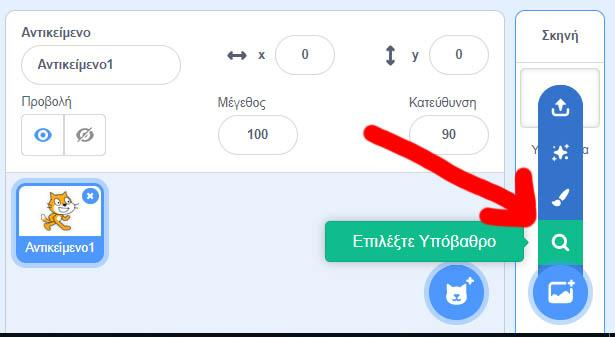 Αντικείμενο
Αντικείμενο1
x 0
y 0
Σκηνή
Προβολή
Μέγεθος
100
Κατεύθυνση
90
Αντικείμενο1
Επιλέξτε Υπόβαθρο